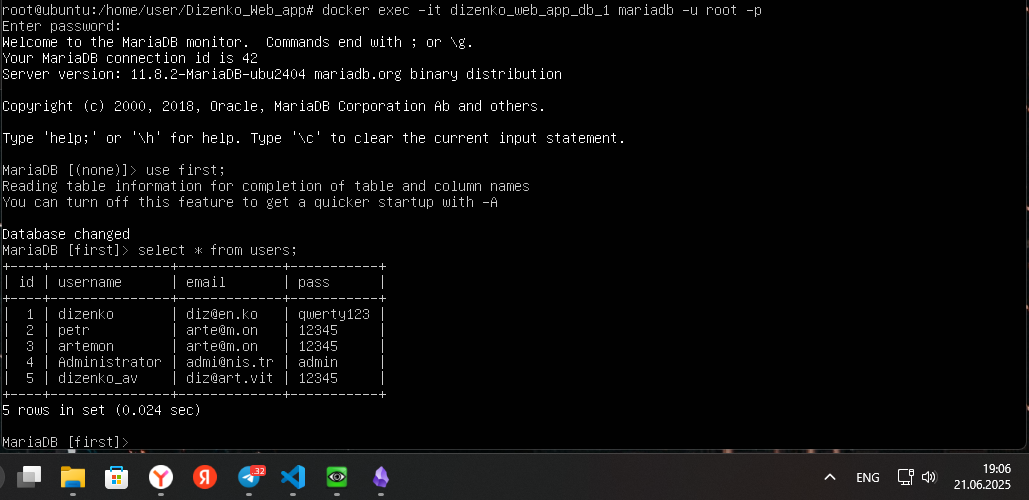 root@ubuntu:/home/user/Dizenko_Web_app# docker exec -it dizenko_web_app_db_1 mariadb -u root -p
Enter password:
Welcome to the MariaDB monitor.  Commands end with ; or \g.
Your MariaDB connection id is 42
Server version: 11.8.2-MariaDB-ubu2404 mariadb.org binary distribution
Copyright (c) 2000, 2018, Oracle, MariaDB Corporation Ab and others.
Type 'help;' or '\h' for help. Type '\c' to clear the current input statement.
MariaDB [(none)]> use first;
Reading table information for completion of table and column names
You can turn off this feature to get a quicker startup with -A
Database changed
MariaDB [first]> select * from users;
+----+---------------+-------------+-----------+
| id | username      | email       | pass      |
+----+---------------+-------------+-----------+
|  1 | dizenko       | diz@en.ko   | qwerty123 |
|  2 | petr          | arte@m.on   | 12345     |
|  3 | artemon       | arte@m.on   | 12345     |
|  4 | Administrator | admi@nis.tr | admin     |
|  5 | dizenko_av    | diz@art.vit | 12345     |
+----+---------------+-------------+-----------+
5 rows in set (0.024 sec)
MariaDB [first]>
Я
32
ENG
19:06
21.06.2025